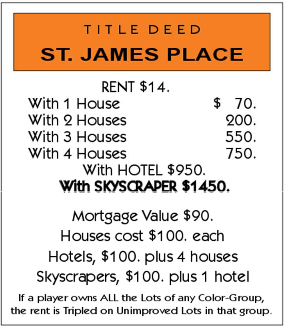 TITLE DEED
ST. JAMES PLACE
RENT $14.
With 1 House $ 70.
With 2 Houses 200.
With 3 Houses 550.
With 4 Houses 750.
With HOTEL $950.
With SKYSCRAPER $1450.
Mortgage Value $90.
Houses cost $100. each
Hotels, $100. plus 4 houses
Skyscrapers, $100. plus 1 hotel
If a player owns ALL the Lots of any Color-Group,
the rent is Tripled on Unimproved Lots in that group.